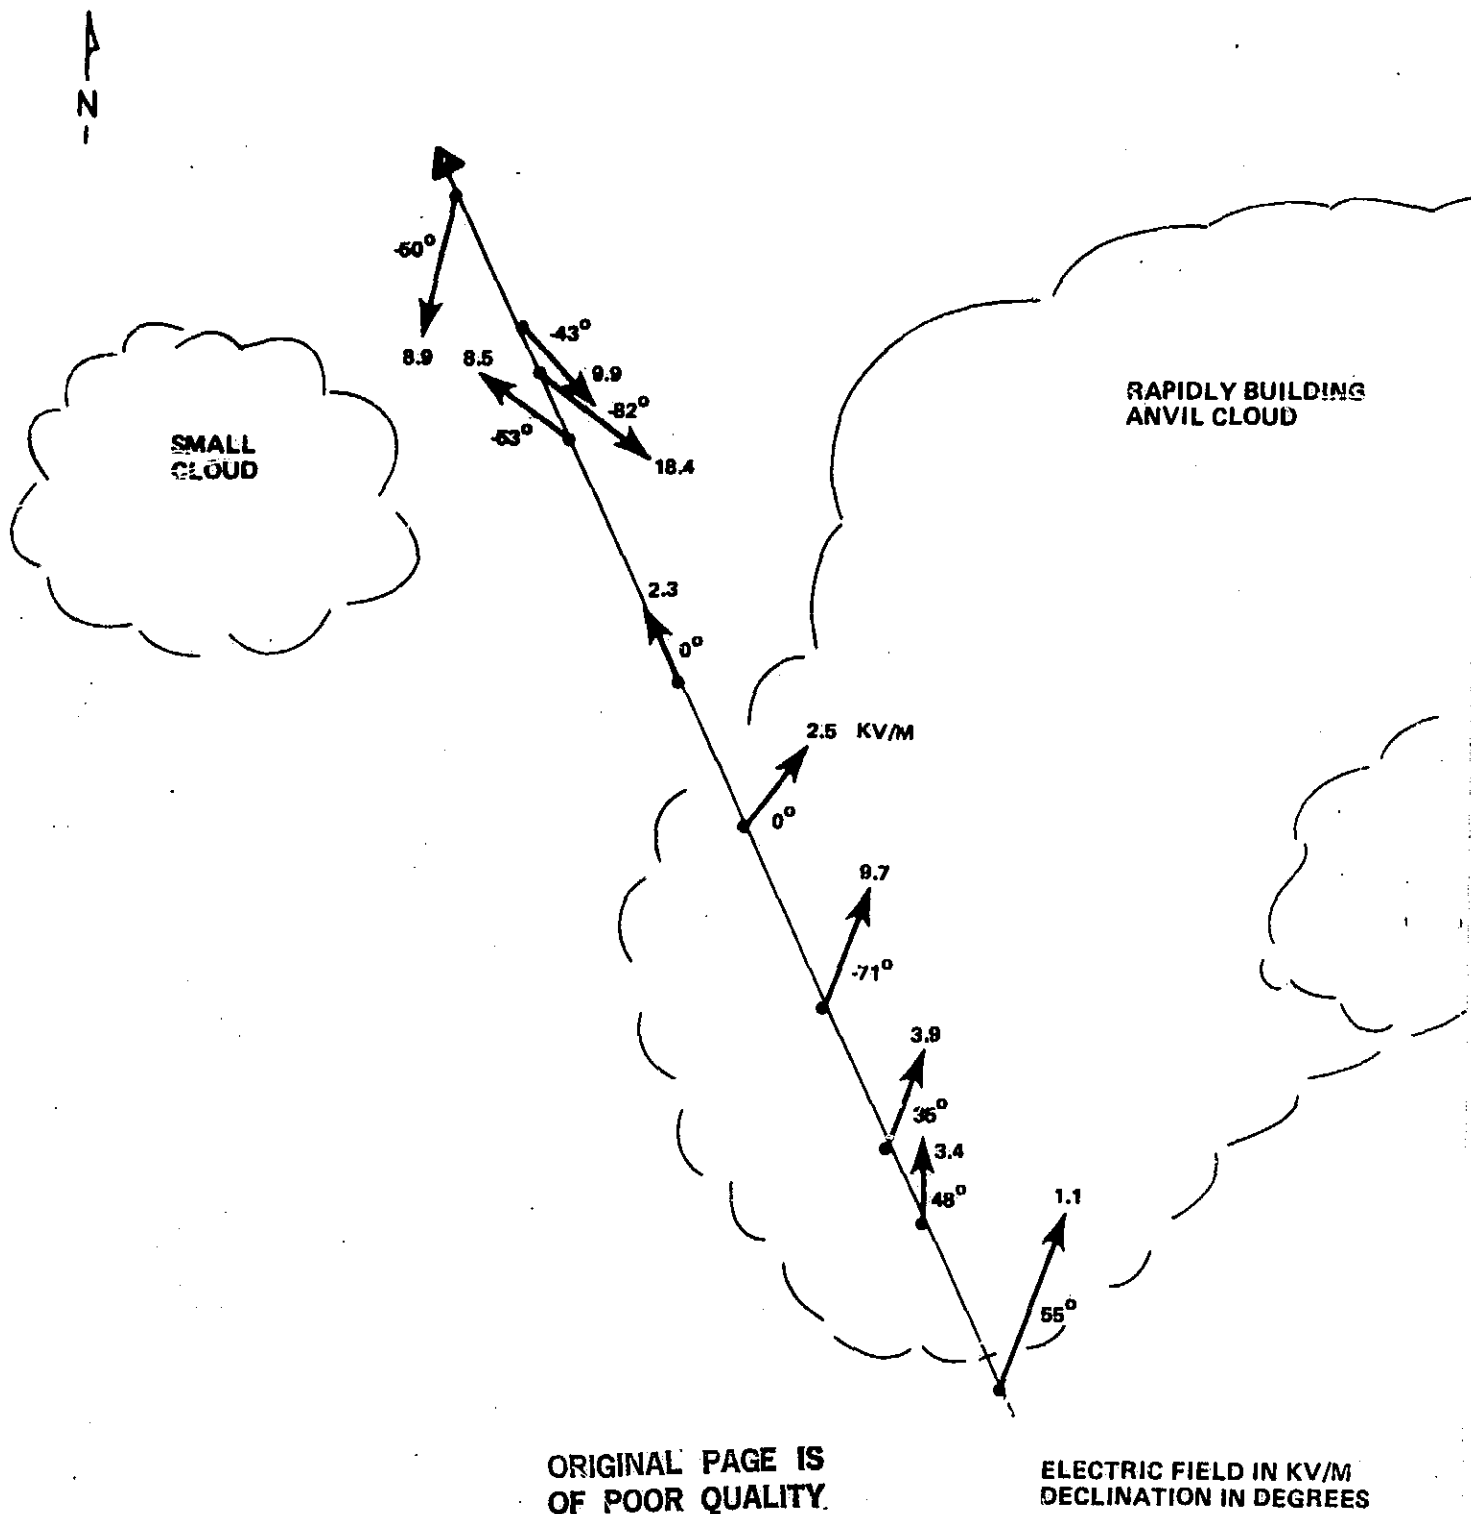 N
-50°
8.9
8.5
-43°
9.9
-82°
18.4
-53°
SMALL
CLOUD
RAPIDLY BUILDING
ANVIL CLOUD
2.3
0°
2.5 KV/M
0°
9.7
-71°
3.9
35°
3.4
48°
1.1
55°
ORIGINAL PAGE IS
OF POOR QUALITY
ELECTRIC FIELD IN KV/M
DECLINATION IN DEGREES